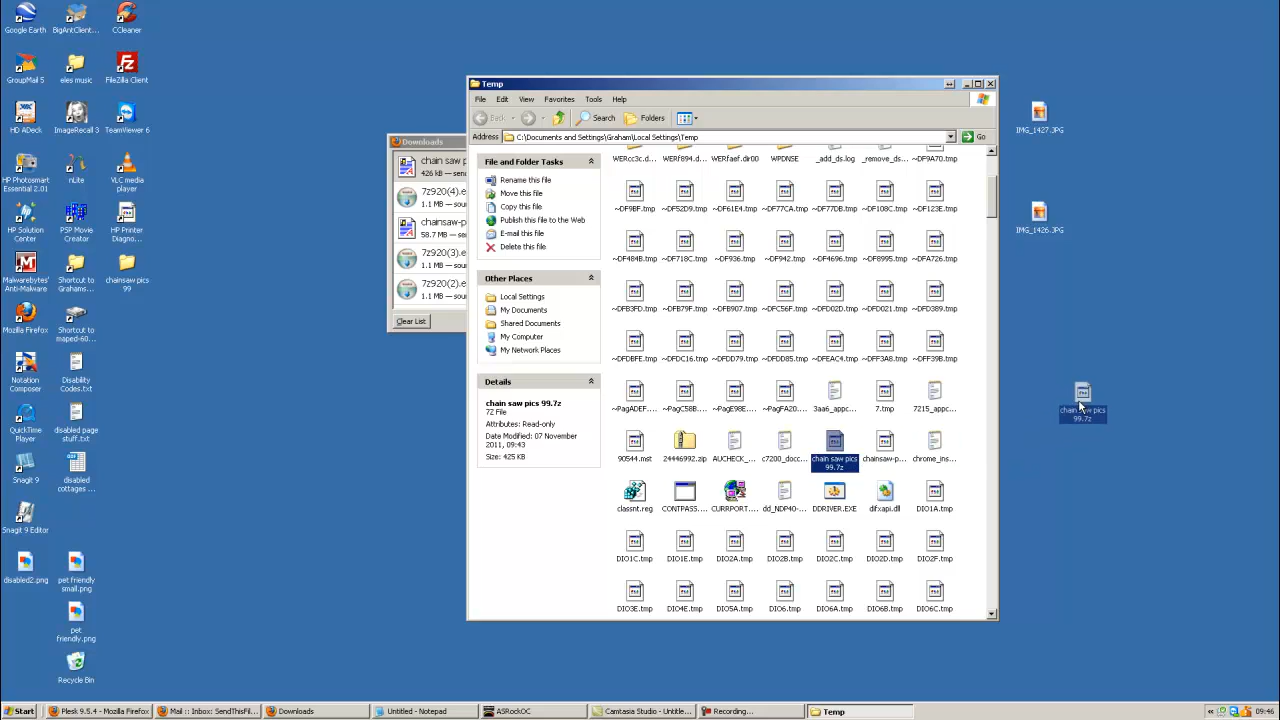 Google Earth
BigAntClient...
CCleaner
GroupMail 5
eles music
FileZilla Client
HD ADeck
ImageRecall 3
TeamViewer 6
HP Photosmart Essential 2.01
nLite
VLC media player
HP Solution Center
PSP Movie Creator
HP Printer Diagno...
Malwarebytes' Anti-Malware
Shortcut to Grahams...
chainsaw pics 99
Mozilla Firefox
Shortcut to maped-60...
Notation Composer
Disability Codes.txt
QuickTime Player
disabled page stuff.txt
Snagit 9
disabled cottages ...
Snagit 9 Editor
disabled2.png
pet friendly small.png
pet friendly.png
Recycle Bin
Downloads
chain saw p
426 kB — sen
7z920(4).e
1.1 MB — sou
chainsaw-p
58.7 MB — sen
7z920(3).e
1.1 MB — sou
7z920(2).e
1.1 MB — sou
Clear List
Temp
File Edit View Favorites Tools Help
Back Search Folders
Address C:\Documents and Settings\Graham\Local Settings\Temp Go
File and Folder Tasks
Rename this file
Move this file
Copy this file
Publish this file to the Web
E-mail this file
Delete this file
Other Places
Local Settings
My Documents
Shared Documents
My Computer
My Network Places
Details
chain saw pics 99.7z
7Z File
Attributes: Read-only
Date Modified: 07 November
2011, 09:43
Size: 425 KB
WERcc3c.d... WERf894.d... WERfaef.dir00 WPDNSE _add_ds.log _remove_ds... ~DF9A70.tmp
~DF9BF.tmp ~DF52D9.tmp ~DF61E4.tmp ~DF77CA.tmp ~DF77DB.tmp ~DF108C.tmp ~DF123E.tmp
~DF484B.tmp ~DF718C.tmp ~DF936.tmp ~DF942.tmp ~DF4696.tmp ~DF8995.tmp ~DFA726.tmp
~DFB3FD.tmp ~DFB79F.tmp ~DFB907.tmp ~DFC56F.tmp ~DFD02D.tmp ~DFD021.tmp ~DFD389.tmp
~DFDBFE.tmp ~DFDC16.tmp ~DFDD79.tmp ~DFDD85.tmp ~DFEAC4.tmp ~DFF3A8.tmp ~DFF39B.tmp
~PagADEF.... ~PagC58B.... ~PagE98E.... ~PagFA20.... 3aa6_appc... 7.tmp 7215_appc...
90544.mst 24446992.zip AUCHECK_... c7200_docc... chain saw pics 99.7z chainsaw-p... chrome_ins...
classnt.reg CONTPASS.... CURRPORT.... dd_NDP40-... DDRIVER.EXE difxapi.dll DIO1A.tmp
DIO1C.tmp DIO1E.tmp DIO2A.tmp DIO2B.tmp DIO2C.tmp DIO2D.tmp DIO2F.tmp
DIO3E.tmp DIO4E.tmp DIO5A.tmp DIO6.tmp DIO6A.tmp DIO6B.tmp DIO6C.tmp
IMG_1427.JPG
IMG_1426.JPG
chain saw pics 99.7z
Start Plesk 9.5.4 - Mozilla Firefox Mail :: Inbox: SendThisFil... Downloads Untitled - Notepad ASRockOC Camtasia Studio - Untitle... Recording... Temp 09:46